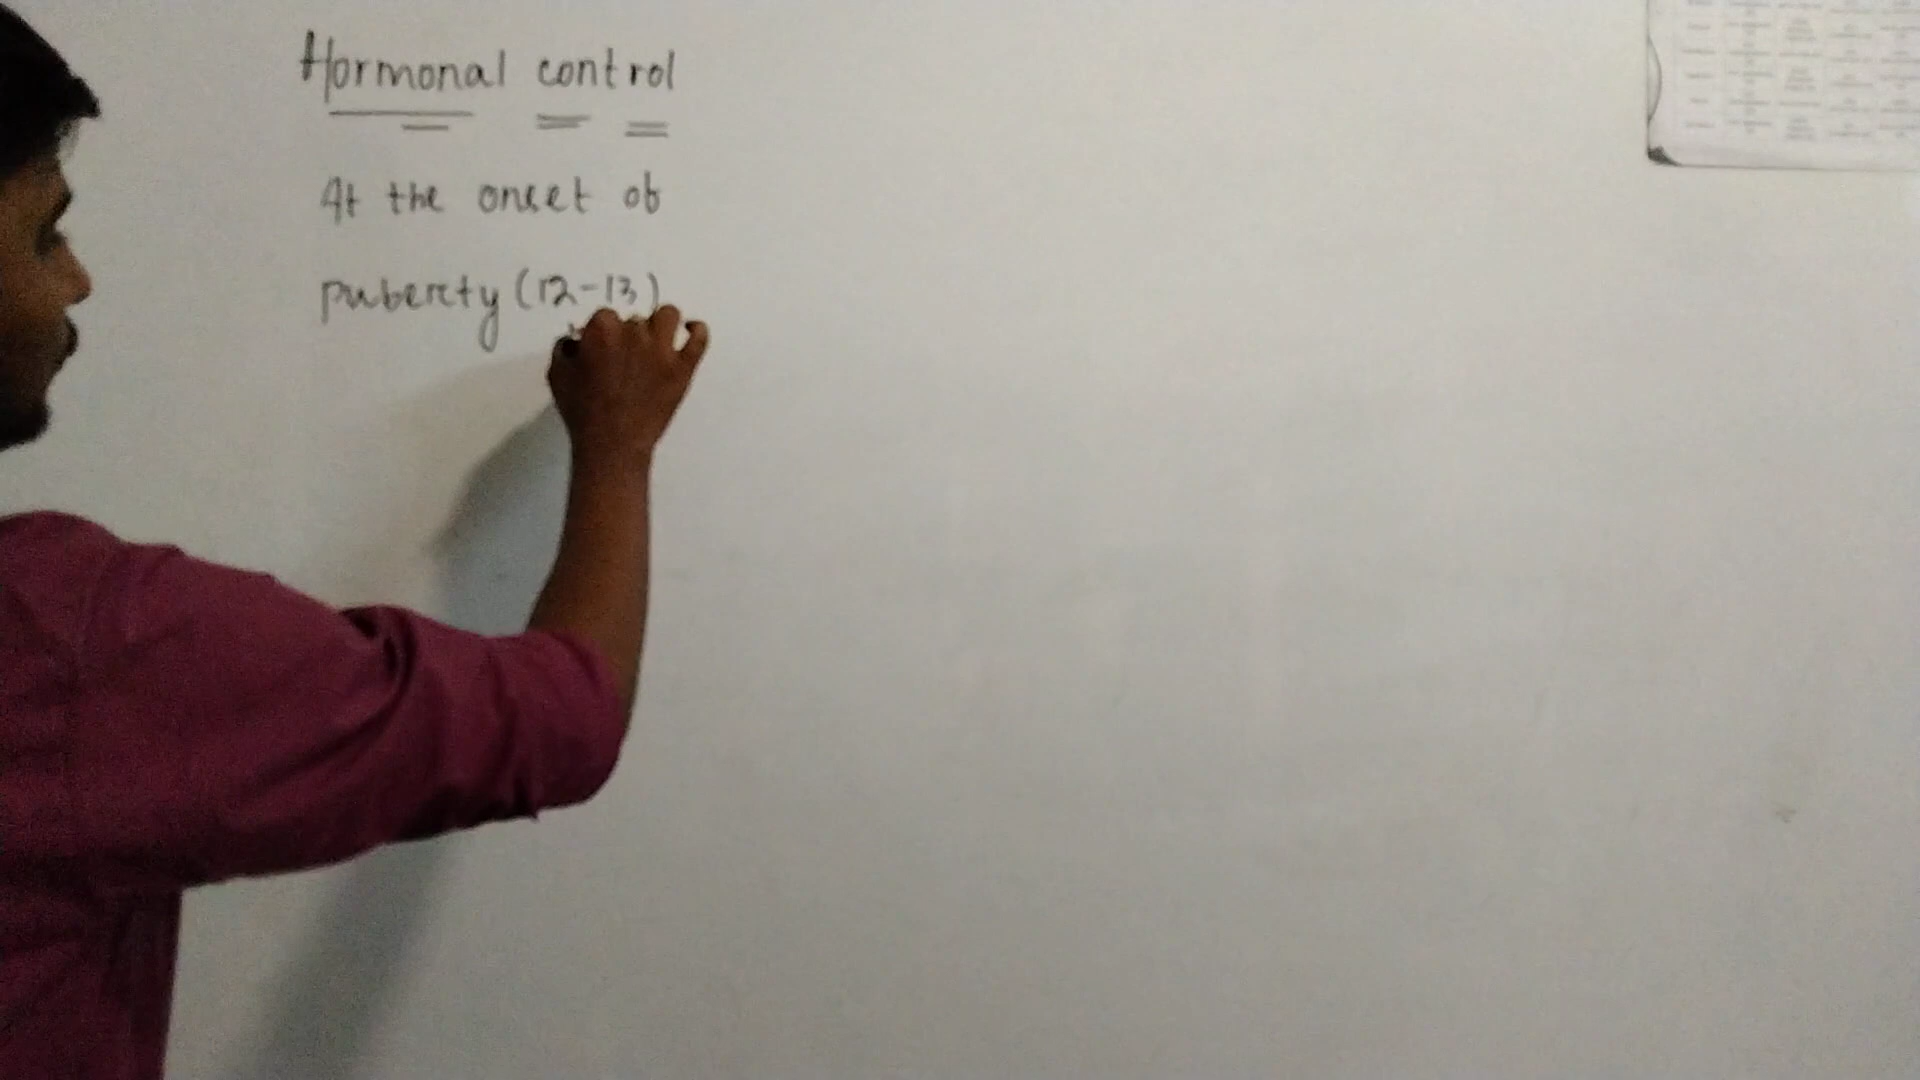 Hormonal control
At the onset of
puberty (12-13)